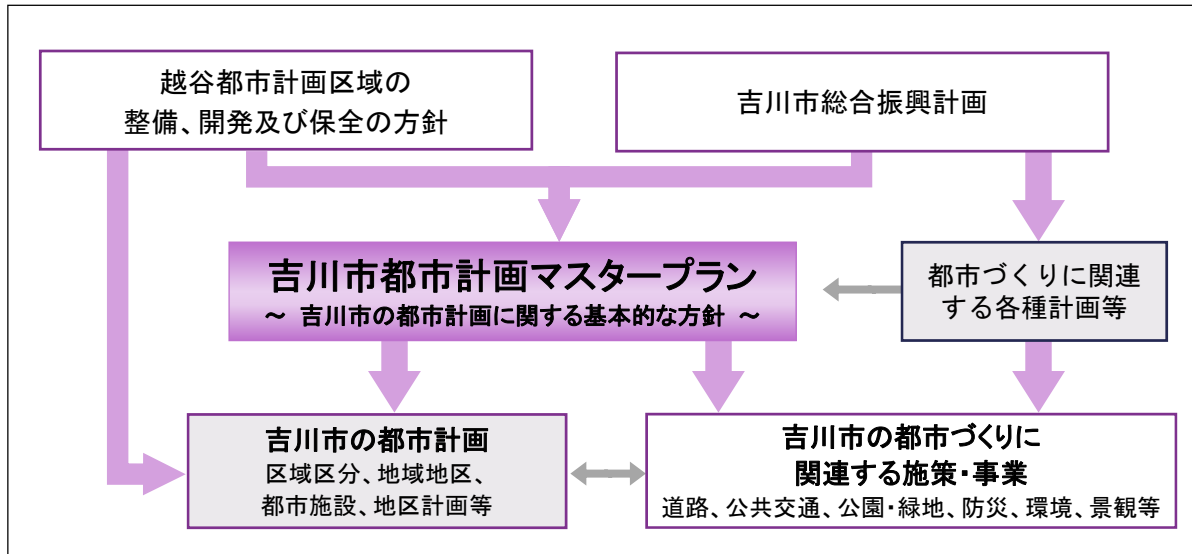 越谷都市計画区域の
整備、開発及び保全の方針
吉川市総合振興計画
吉川市都市計画マスタープラン
～ 吉川市の都市計画に関する基本的な方針 ～
都市づくりに関連
する各種計画等
吉川市の都市計画
区域区分、地域地区、
都市施設、地区計画等
吉川市の都市づくりに
関連する施策・事業
道路、公共交通、公園・緑地、防災、環境、景観等